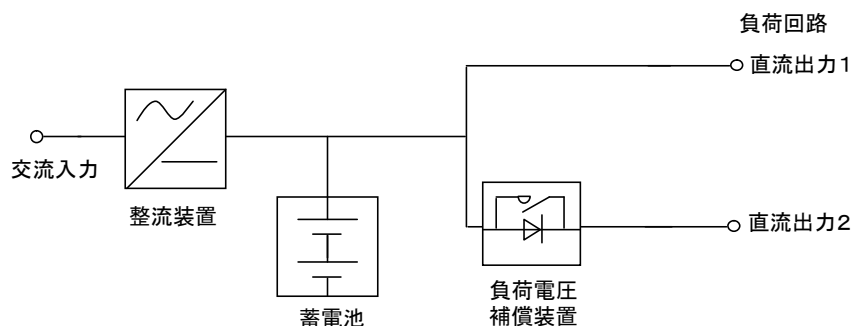 負荷回路
直流出力1
交流入力
整流装置
蓄電池
負荷電圧
補償装置
直流出力2